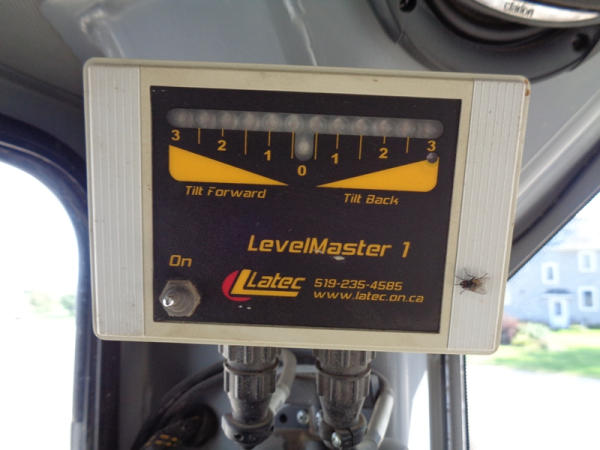 clarion
3 2 1 0 1 2 3
Tilt Forward Tilt Back
LevelMaster 1
On
Latec 519-235-4585
www.latec.on.ca